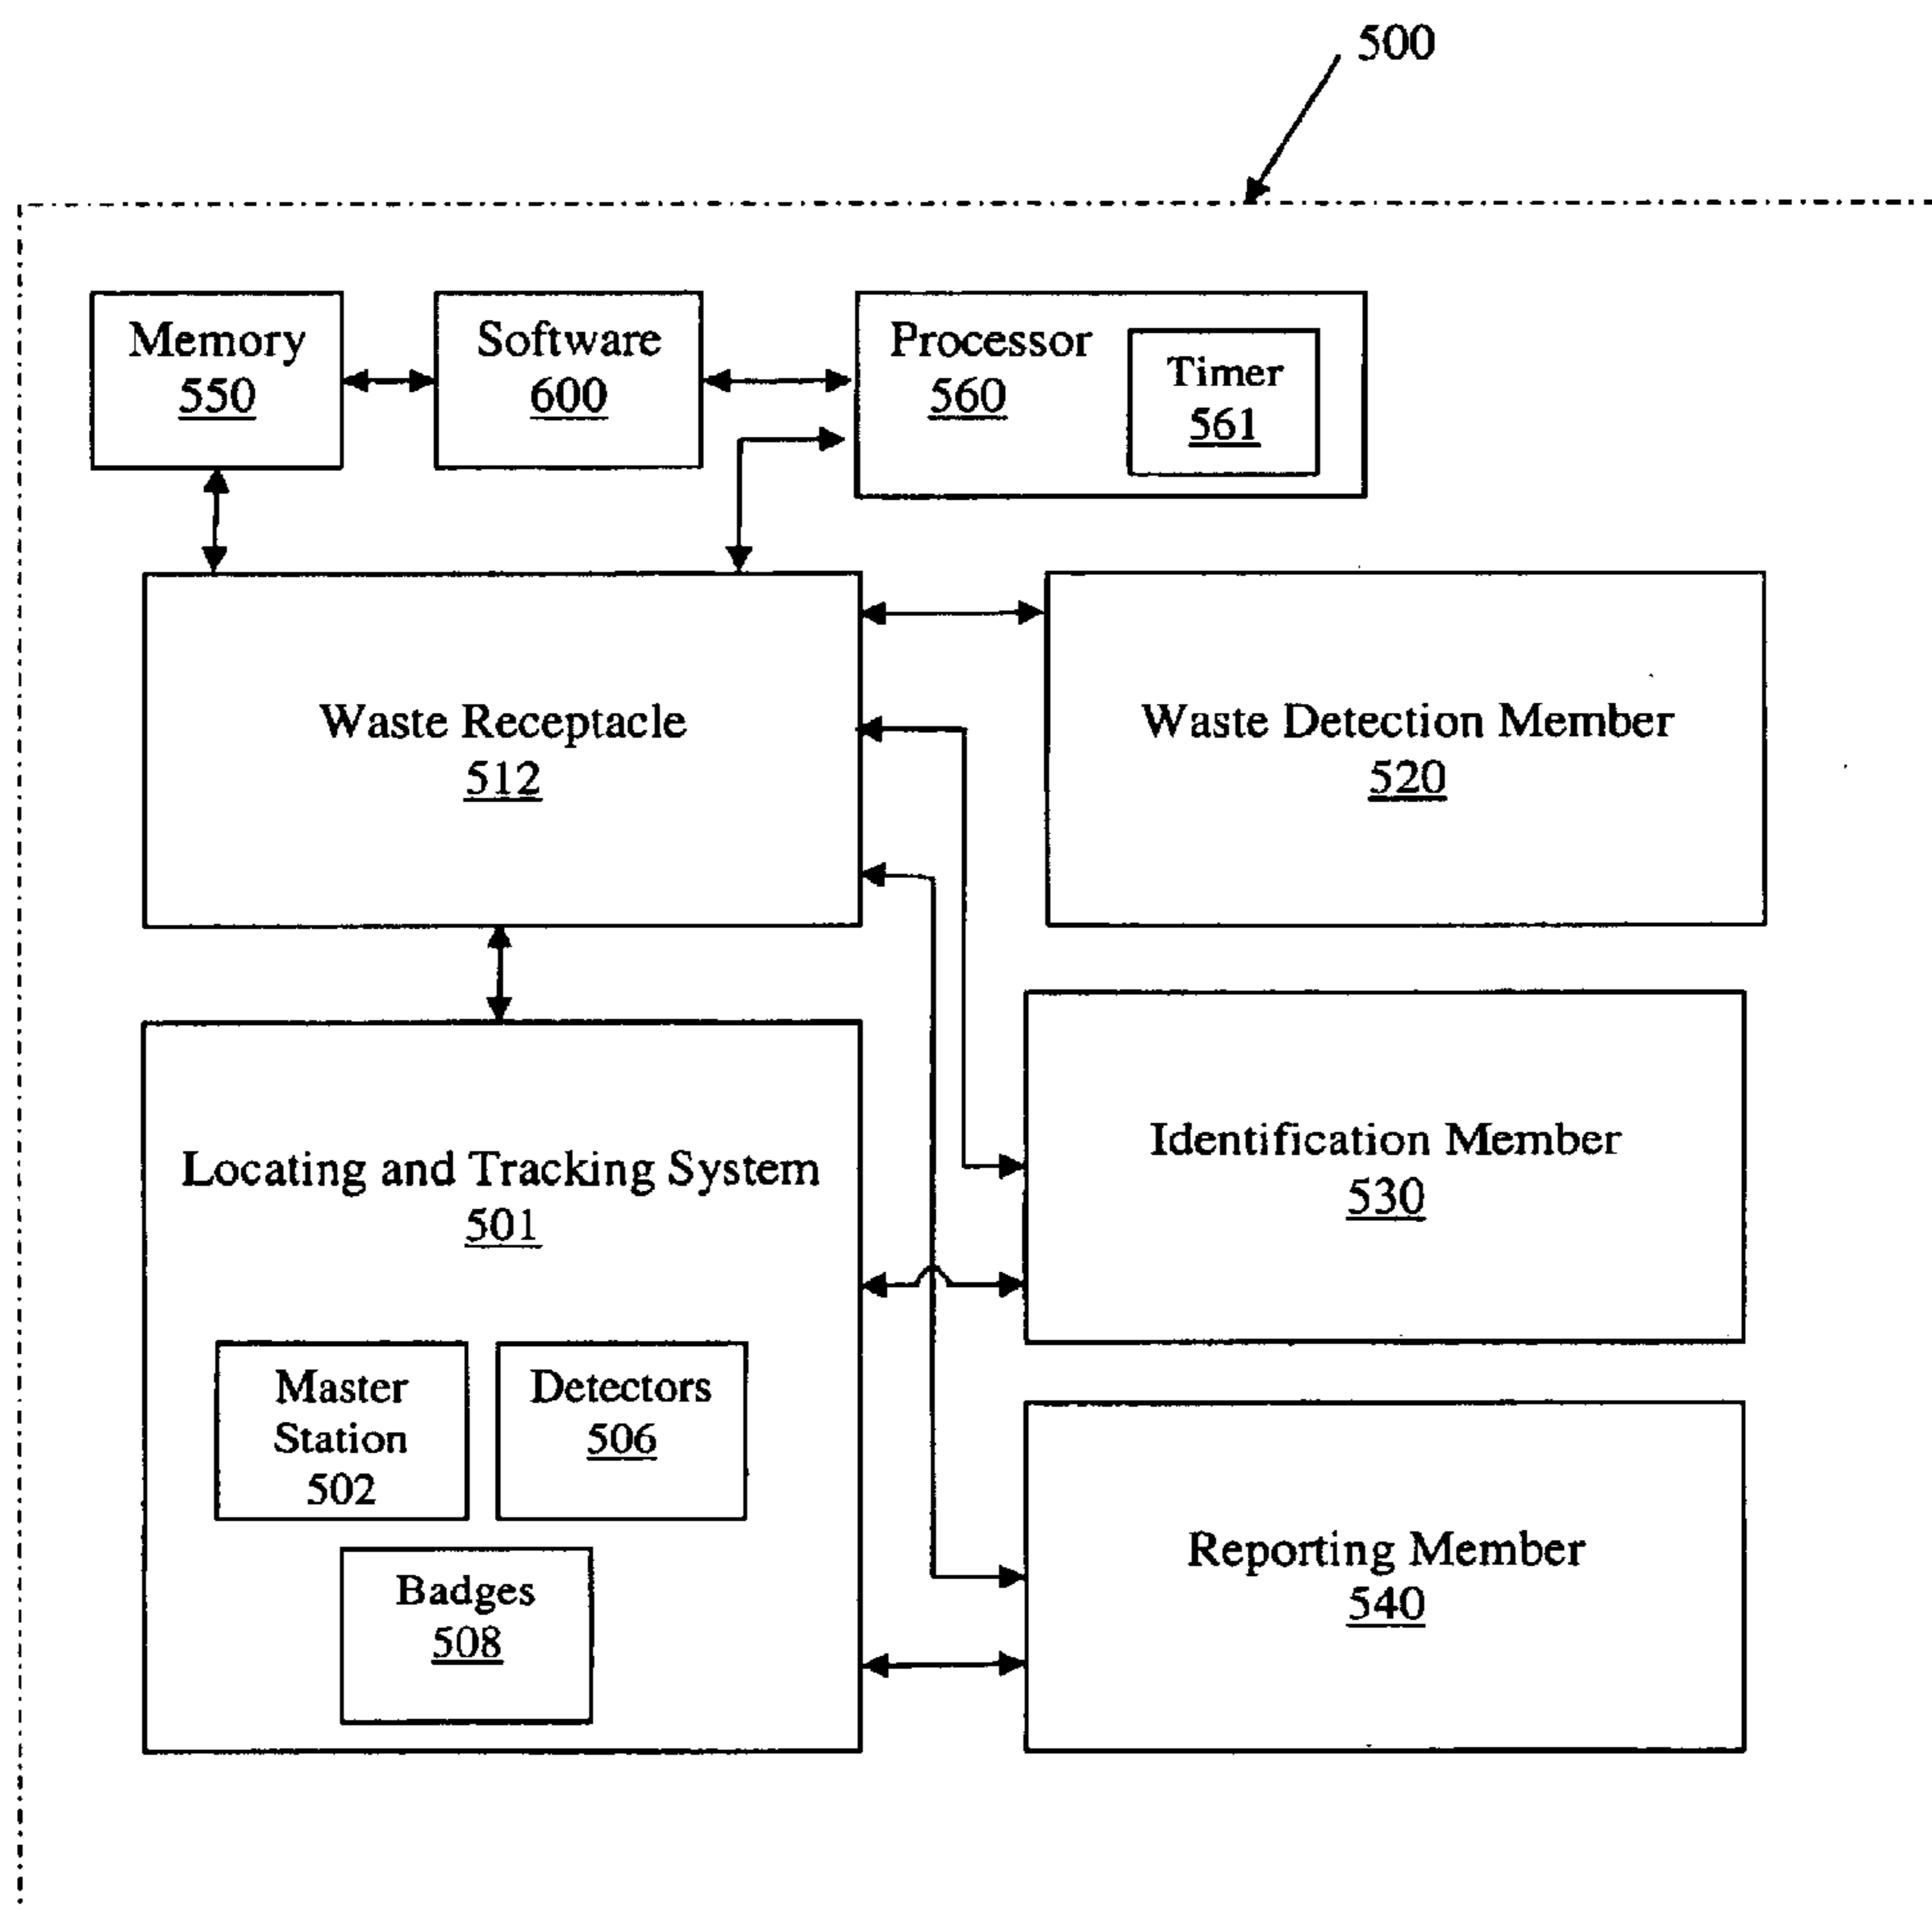 500
Memory
550
Software
600
Processor
560
Timer
561
Waste Receptacle
512
Waste Detection Member
520
Locating and Tracking System
501
Master
Station
502
Detectors
506
Badges
508
Identification Member
530
Reporting Member
540